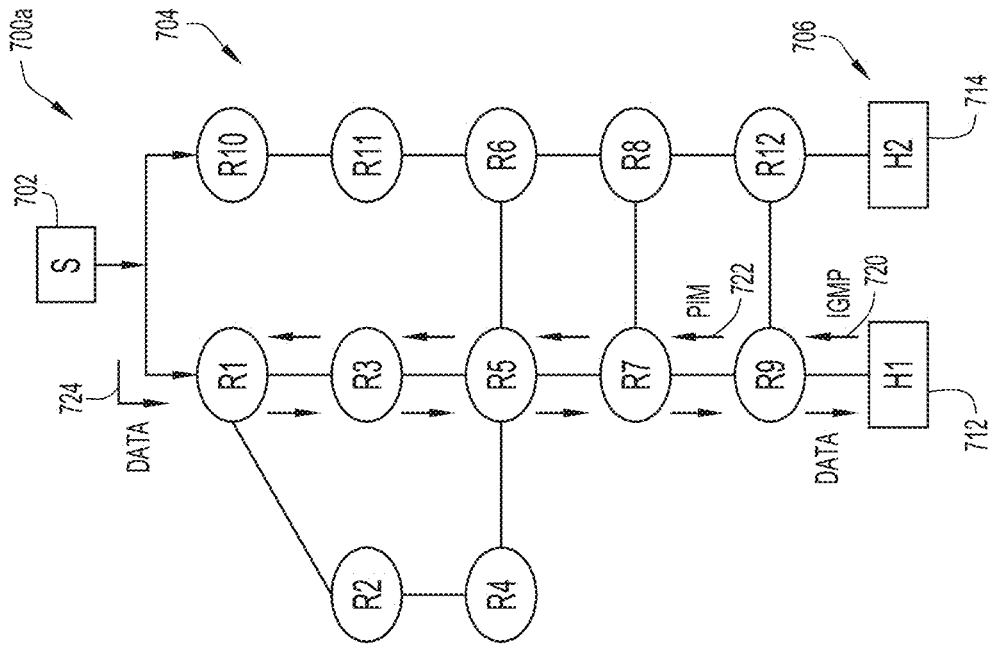 700a
702
S
704
724
DATA
R1
R10
R2
R3
R11
R4
R5
R6
PIM
722
R7
R8
706
DATA
R9
IGMP
720
R12
712
H1
H2
714